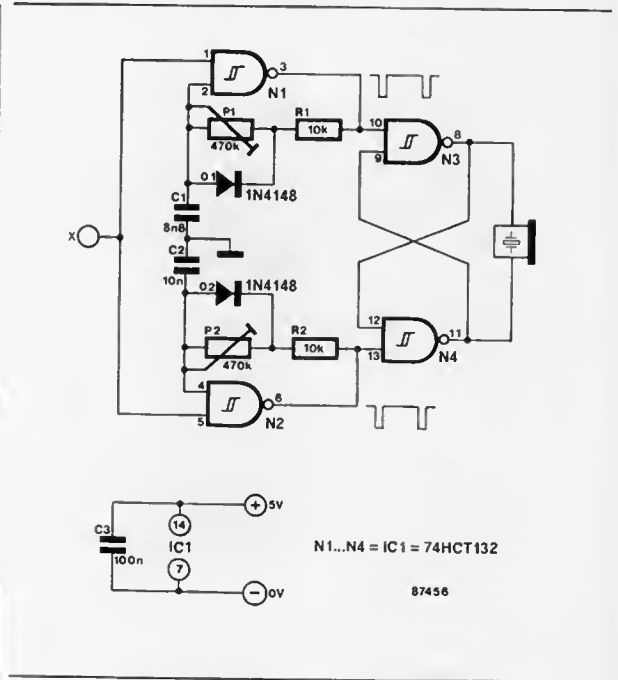 1
2
3
N1
P1
470k
R1
10k
10
9
8
N3
D1
1N4148
C1
8n8
X
C2
10n
D2
1N4148
12
13
11
N4
P2
470k
R2
10k
4
5
6
N2
C3
100n
14
IC1
7
+ 5V
− 0V
N1...N4 = IC1 = 74HCT132
87456